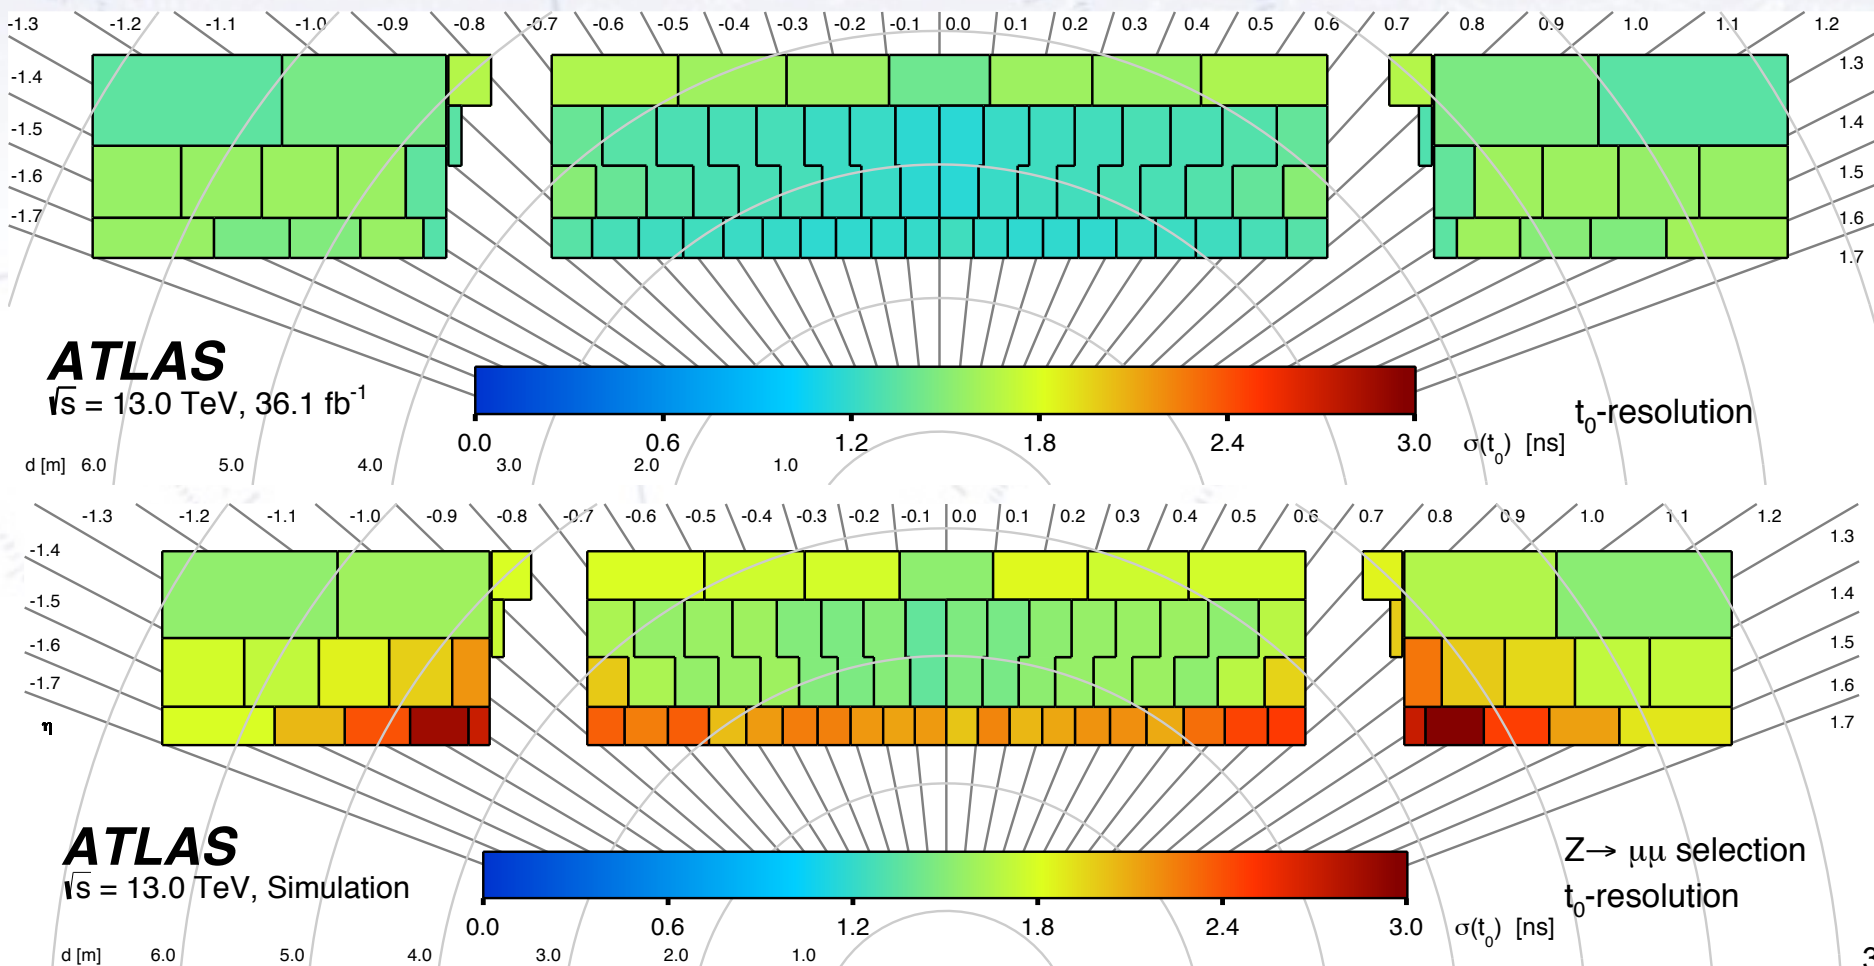 -1.3 -1.2 -1.1 -1.0 -0.9 -0.8 -0.7 -0.6 -0.5 -0.4 -0.3 -0.2 -0.1 0.0 0.1 0.2 0.3 0.4 0.5 0.6 0.7 0.8 0.9 1.0 1.1 1.2
-1.4 1.3
-1.5 1.4
-1.6 1.5
-1.7 1.6
1.7
ATLAS
√s = 13.0 TeV, 36.1 fb⁻¹
t₀-resolution
0.0 0.6 1.2 1.8 2.4 3.0 σ(t₀) [ns]
d [m] 6.0 5.0 4.0 3.0 2.0 1.0
-1.3 -1.2 -1.1 -1.0 -0.9 -0.8 -0.7 -0.6 -0.5 -0.4 -0.3 -0.2 -0.1 0.0 0.1 0.2 0.3 0.4 0.5 0.6 0.7 0.8 0.9 1.0 1.1 1.2
-1.4 1.3
-1.5 1.4
-1.6 1.5
-1.7 1.6
η 1.7
ATLAS
√s = 13.0 TeV, Simulation
Z→ μμ selection
t₀-resolution
0.0 0.6 1.2 1.8 2.4 3.0 σ(t₀) [ns]
d [m] 6.0 5.0 4.0 3.0 2.0 1.0